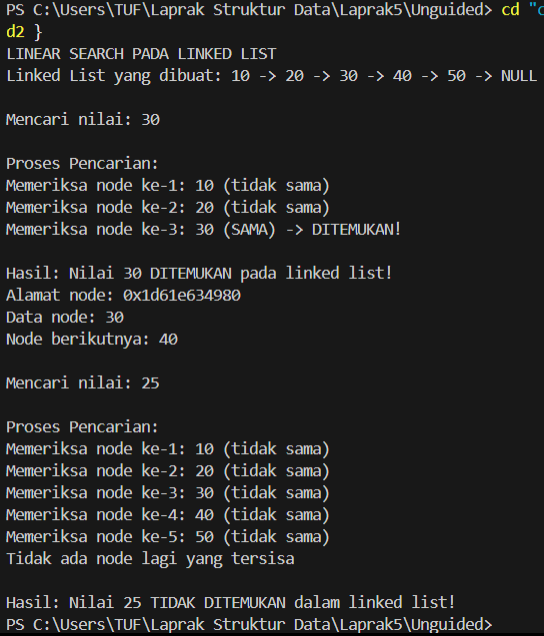 PS C:\Users\TUF\Laprak Struktur Data\Laprak5\Unguided> cd "c
d2 }
LINEAR SEARCH PADA LINKED LIST
Linked List yang dibuat: 10 -> 20 -> 30 -> 40 -> 50 -> NULL
Mencari nilai: 30
Proses Pencarian:
Memeriksa node ke-1: 10 (tidak sama)
Memeriksa node ke-2: 20 (tidak sama)
Memeriksa node ke-3: 30 (SAMA) -> DITEMUKAN!
Hasil: Nilai 30 DITEMUKAN pada linked list!
Alamat node: 0x1d61e634980
Data node: 30
Node berikutnya: 40
Mencari nilai: 25
Proses Pencarian:
Memeriksa node ke-1: 10 (tidak sama)
Memeriksa node ke-2: 20 (tidak sama)
Memeriksa node ke-3: 30 (tidak sama)
Memeriksa node ke-4: 40 (tidak sama)
Memeriksa node ke-5: 50 (tidak sama)
Tidak ada node lagi yang tersisa
Hasil: Nilai 25 TIDAK DITEMUKAN dalam linked list!
PS C:\Users\TUF\Laprak Struktur Data\Laprak5\Unguided>